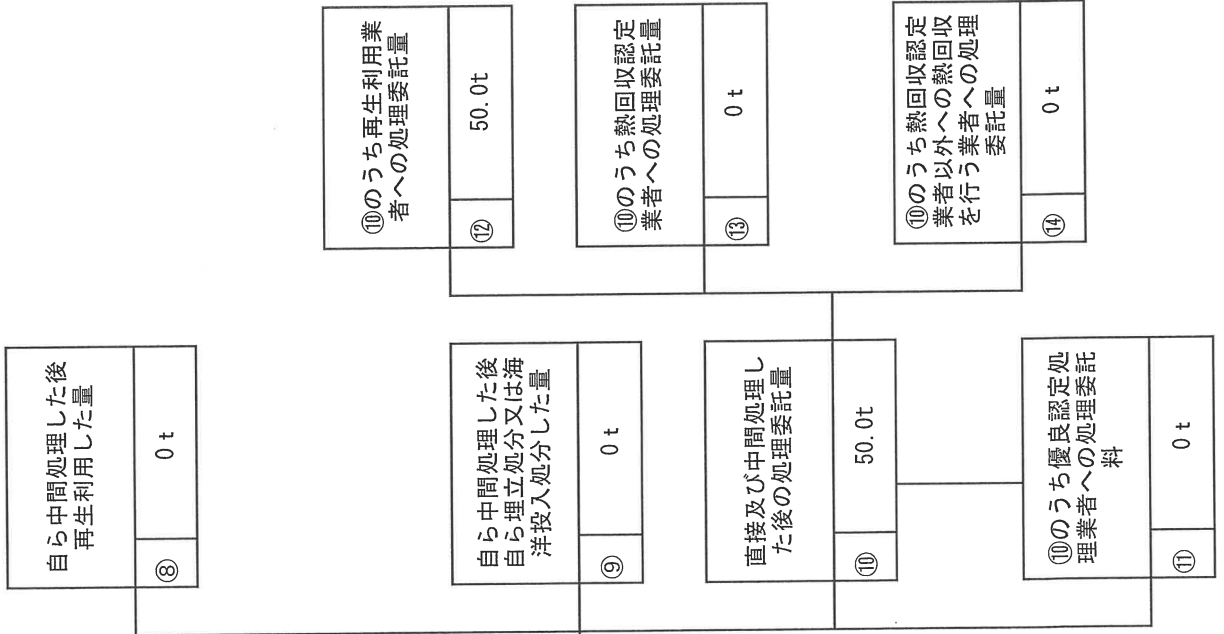 自ら中間処理した後
再生利用した量
⑧
0 t
自ら中間処理した後
自ら埋立処分又は海
洋投入処分した量
⑨
0 t
直接及び中間処理し
た後の処理委託量
⑩
50.0t
⑩のうち優良認定処
理業者への処理委託
料
⑪
0 t
⑩のうち再生利用業
者への処理委託量
⑫
50.0t
⑩のうち熱回収認定
業者への処理委託量
⑬
0 t
⑩のうち熱回収認定
業者以外への熱回収
を行う業者への処理
委託量
⑭
0 t